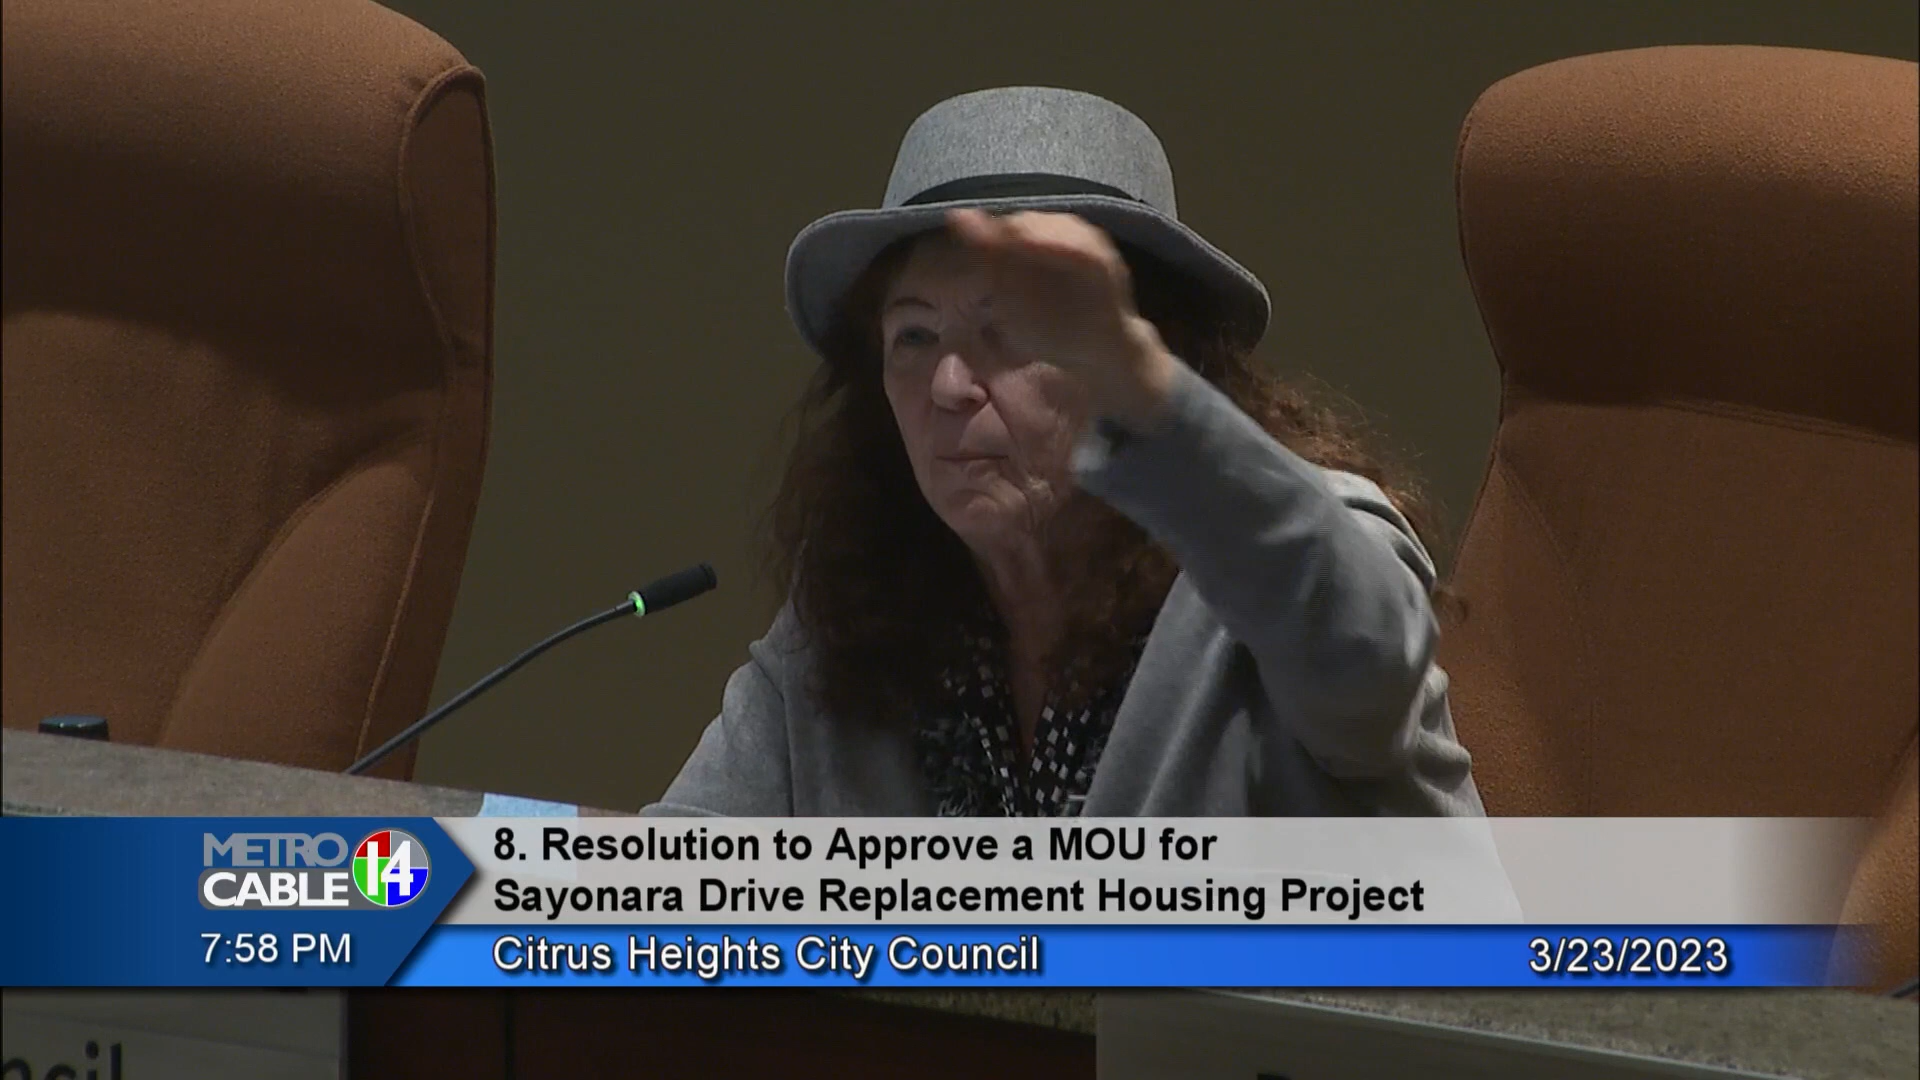 METRO
CABLE 14
7:58 PM
8. Resolution to Approve a MOU for
Sayonara Drive Replacement Housing Project
Citrus Heights City Council
3/23/2023